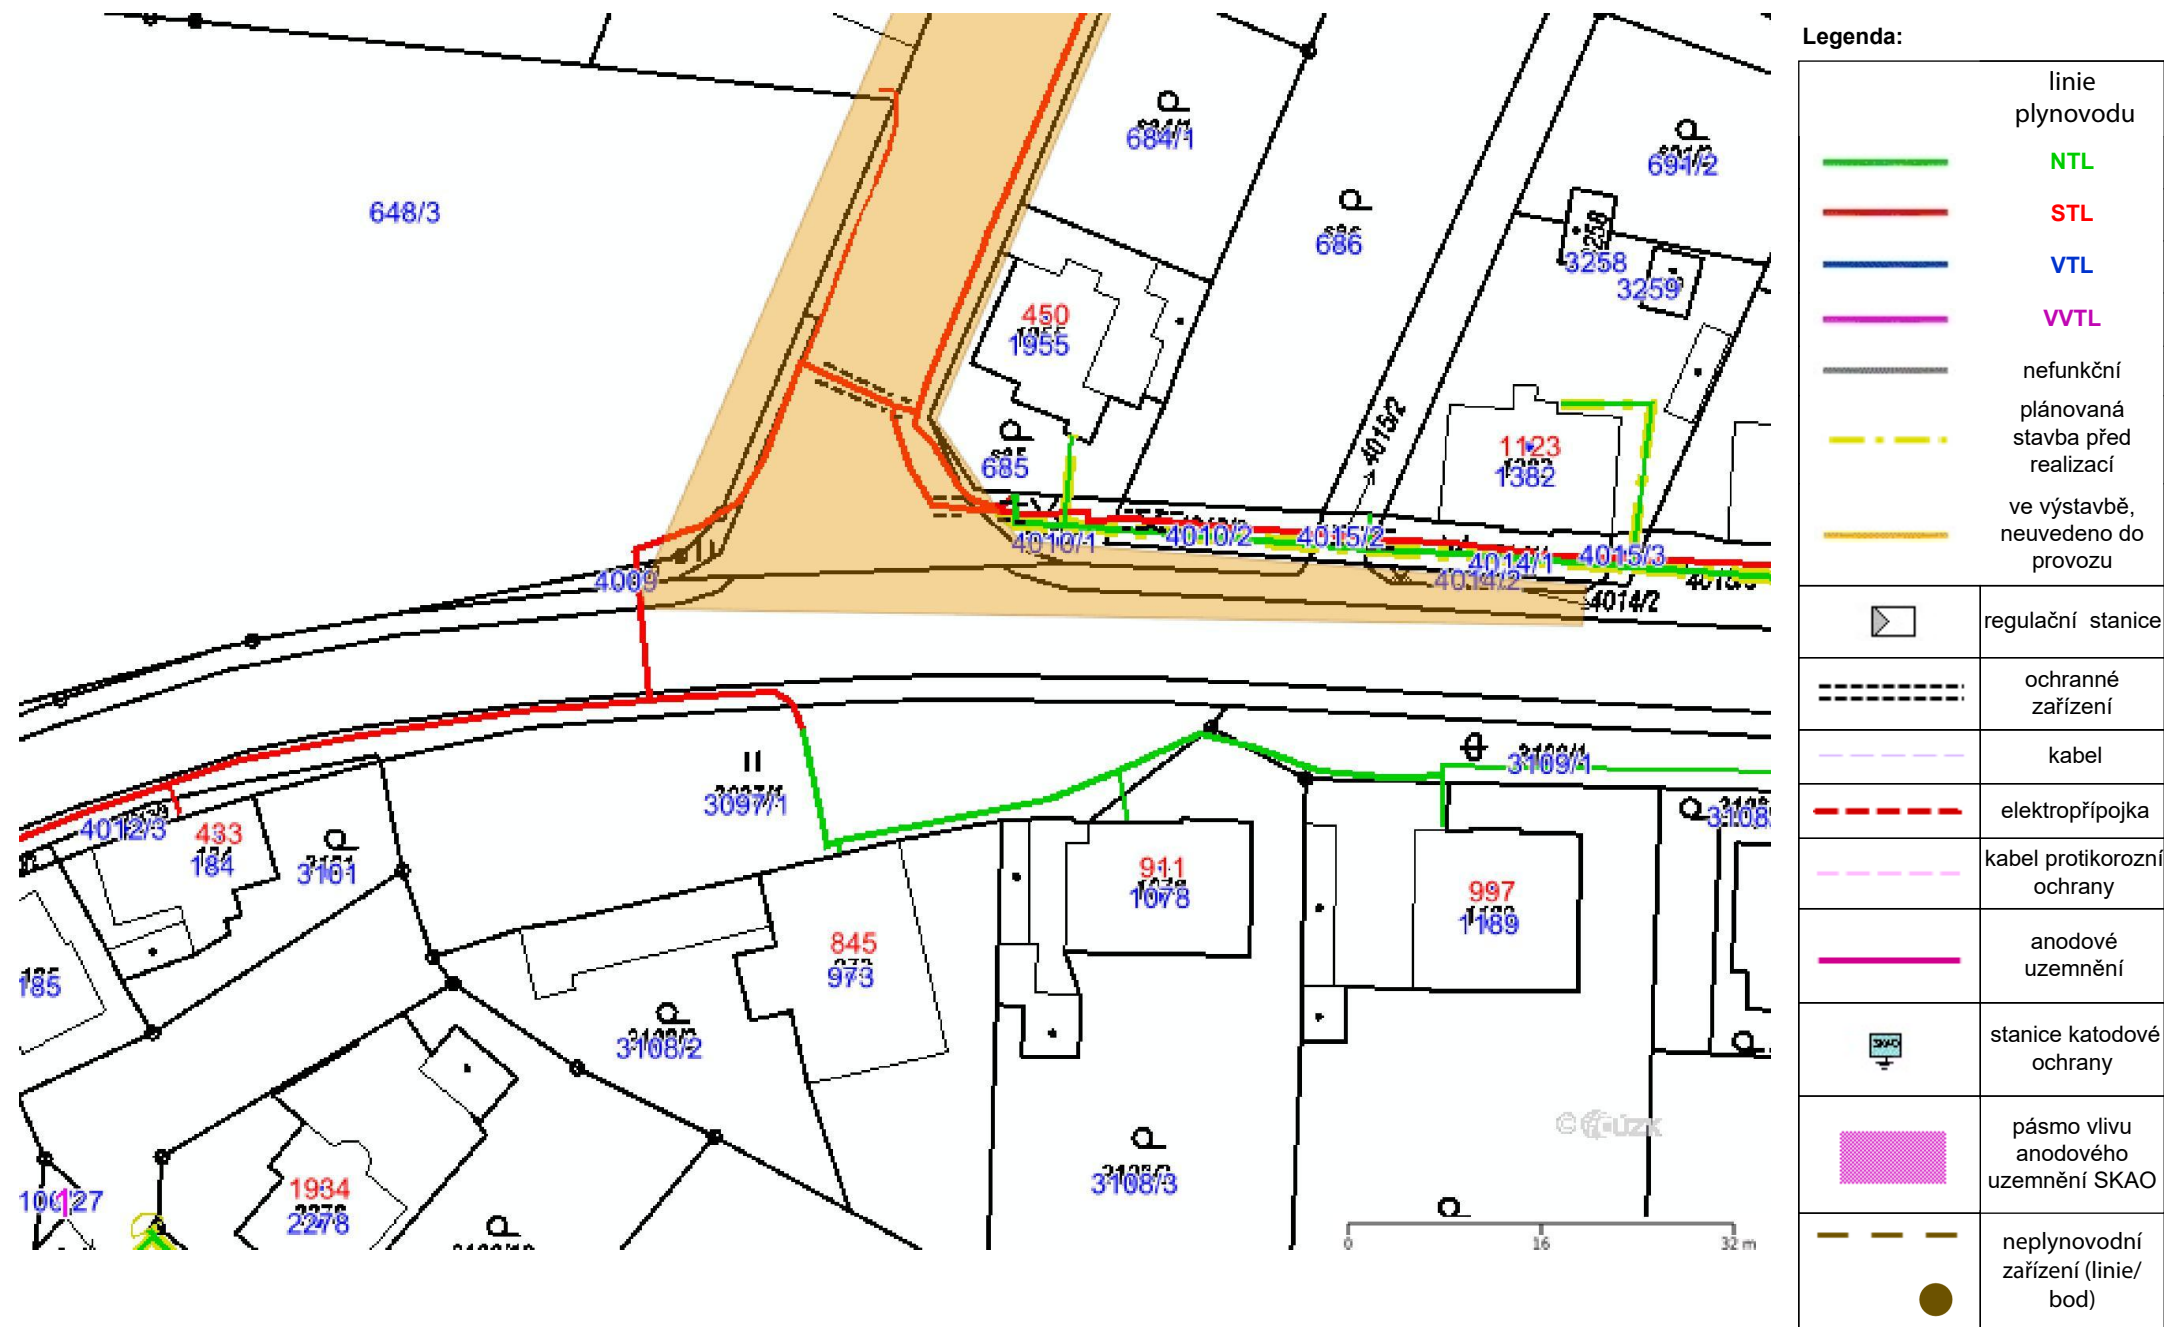 648/3
684/1
686
691/2
3258
3259
450
1955
685
4015/2
1123
1382
4010/1
4010/2
4015/2
4014/1
4015/3
4014/2
4014/2
4009
3109/1
3097/1
4012/3
433
184
3101
911
1078
997
1189
845
973
185
3108/2
3108/3
1934
2278
0
16
32 m
Legenda:
linie
plynovodu
NTL
STL
VTL
VVTL
nefunkční
plánovaná
stavba před
realizací
ve výstavbě,
neuvedeno do
provozu
regulační stanice
ochranné
zařízení
kabel
elektropřípojka
kabel protikorozní
ochrany
anodové
uzemnění
SKAO
stanice katodové
ochrany
pásmo vlivu
anodového
uzemnění SKAO
neplynovodní
zařízení (linie/
bod)